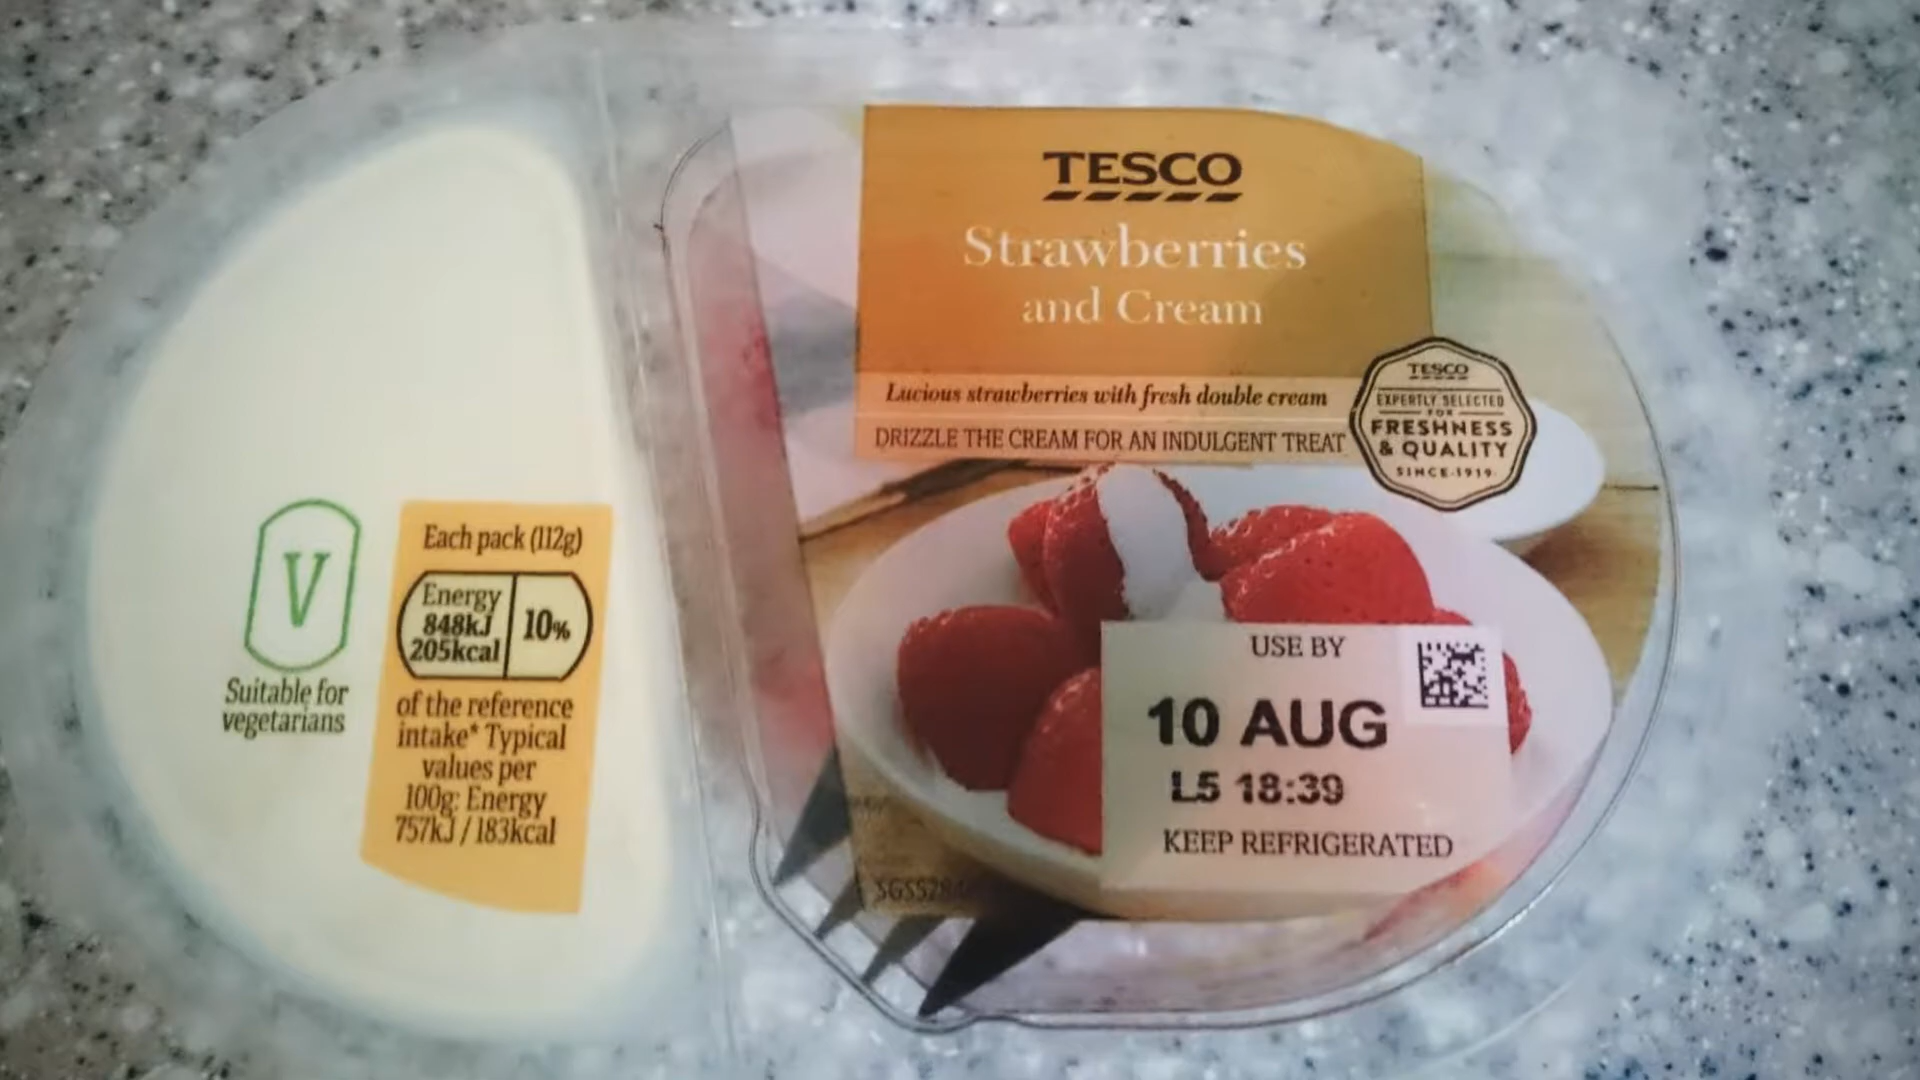 TESCO
Strawberries
and Cream
Lucious strawberries with fresh double cream
DRIZZLE THE CREAM FOR AN INDULGENT TREAT
TESCO
EXPERTLY SELECTED
FOR
FRESHNESS
& QUALITY
SINCE 1919
V
Suitable for
vegetarians
Each pack (112g)
Energy
848kJ
205kcal
10%
of the reference
intake* Typical
values per
100g: Energy
757kJ / 183kcal
USE BY
10 AUG
L5 18:39
KEEP REFRIGERATED